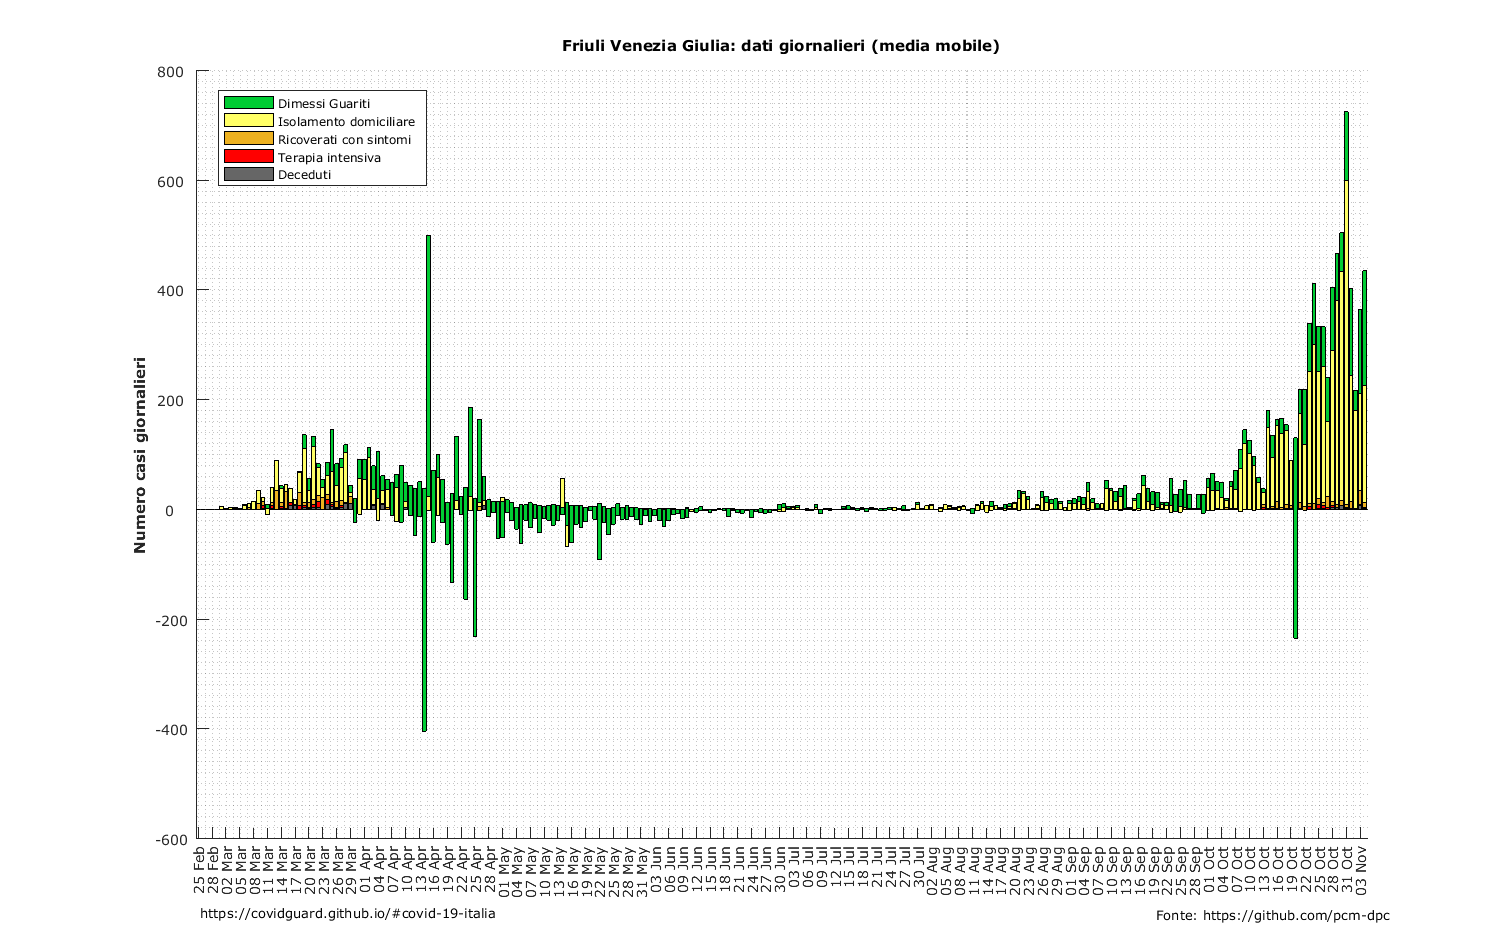 Friuli Venezia Giulia: dati giornalieri (media mobile)
800
600
400
200
0
-200
-400
-600
Numero casi giornalieri
Dimessi Guariti
Isolamento domiciliare
Ricoverati con sintomi
Terapia intensiva
Deceduti
25 Feb
28 Feb
02 Mar
05 Mar
08 Mar
11 Mar
14 Mar
17 Mar
20 Mar
23 Mar
26 Mar
29 Mar
01 Apr
04 Apr
07 Apr
10 Apr
13 Apr
16 Apr
19 Apr
22 Apr
25 Apr
28 Apr
01 May
04 May
07 May
10 May
13 May
16 May
19 May
22 May
25 May
28 May
31 May
03 Jun
06 Jun
09 Jun
12 Jun
15 Jun
18 Jun
21 Jun
24 Jun
27 Jun
30 Jun
03 Jul
06 Jul
09 Jul
12 Jul
15 Jul
18 Jul
21 Jul
24 Jul
27 Jul
30 Jul
02 Aug
05 Aug
08 Aug
11 Aug
14 Aug
17 Aug
20 Aug
23 Aug
26 Aug
29 Aug
01 Sep
04 Sep
07 Sep
10 Sep
13 Sep
16 Sep
19 Sep
22 Sep
25 Sep
28 Sep
01 Oct
04 Oct
07 Oct
10 Oct
13 Oct
16 Oct
19 Oct
22 Oct
25 Oct
28 Oct
31 Oct
03 Nov
https://covidguard.github.io/#covid-19-italia
Fonte: https://github.com/pcm-dpc